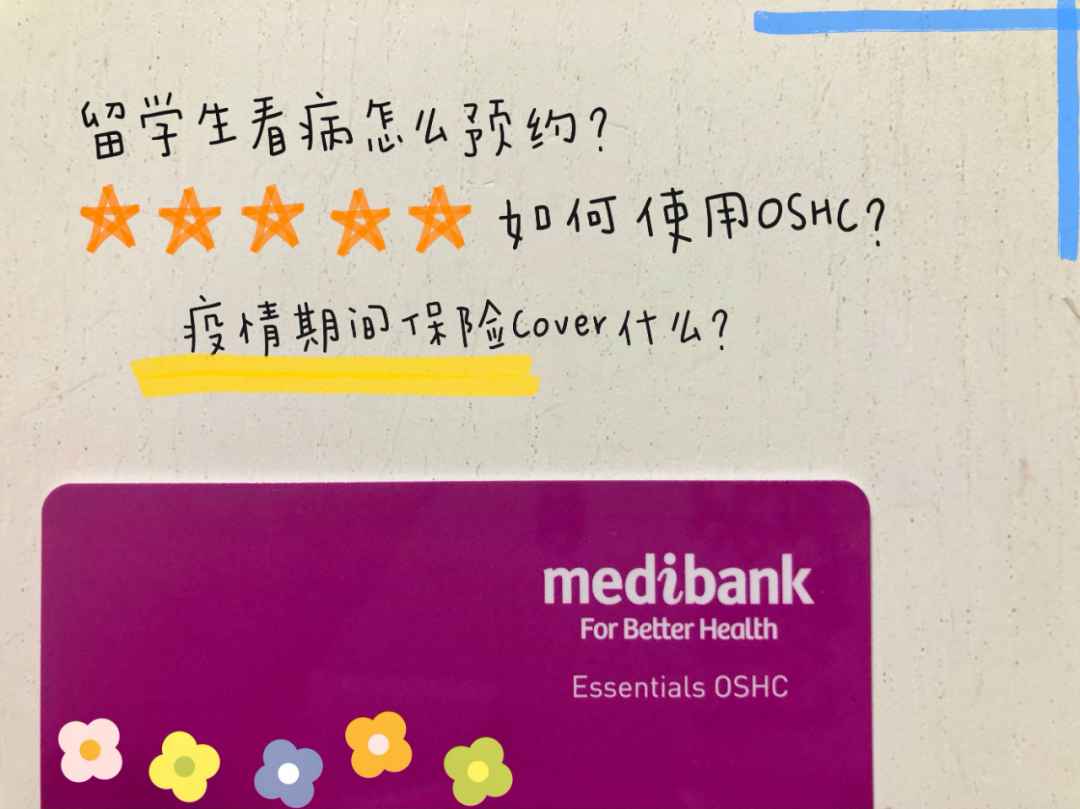 留学生看病怎么预约?
如何使用OSHC?
疫情期间保险Cover什么?
medibank
For Better Health
Essentials OSHC